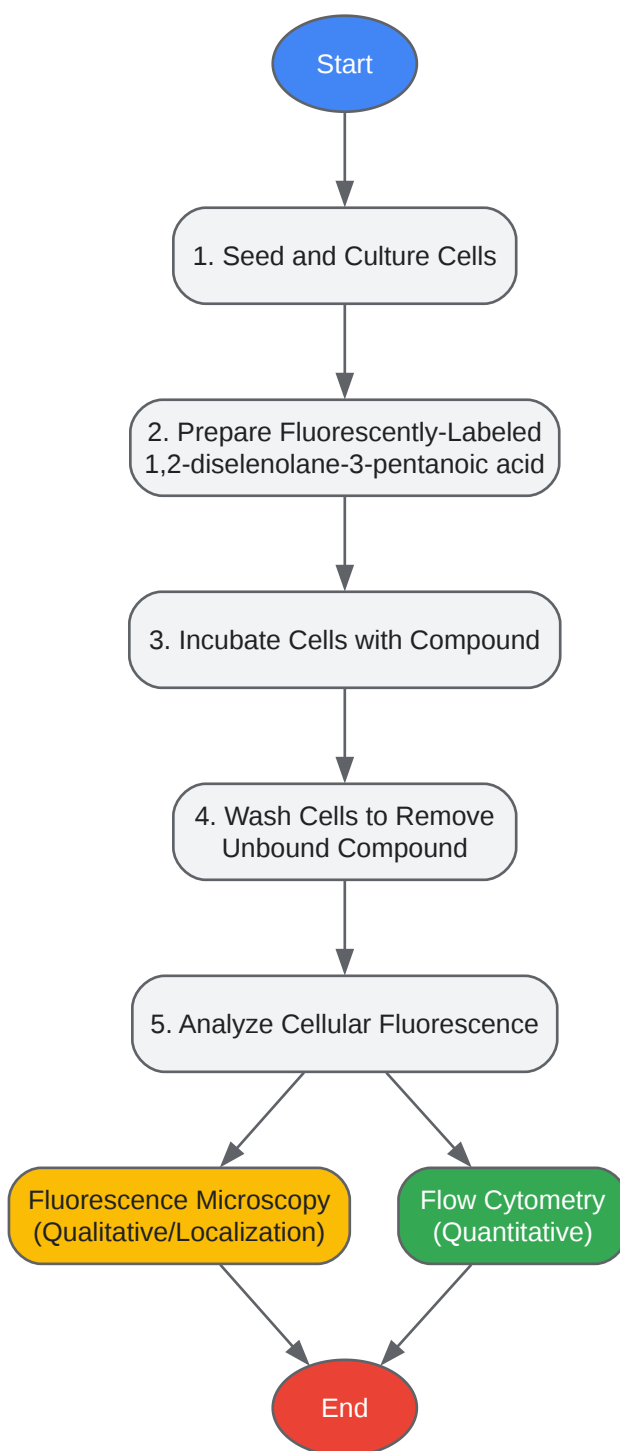 Start
1. Seed and Culture Cells
2. Prepare Fluorescently-Labeled
1,2-diselenolane-3-pentanoic acid
3. Incubate Cells with Compound
4. Wash Cells to Remove
Unbound Compound
5. Analyze Cellular Fluorescence
Fluorescence Microscopy
(Qualitative/Localization)
Flow Cytometry
(Quantitative)
End